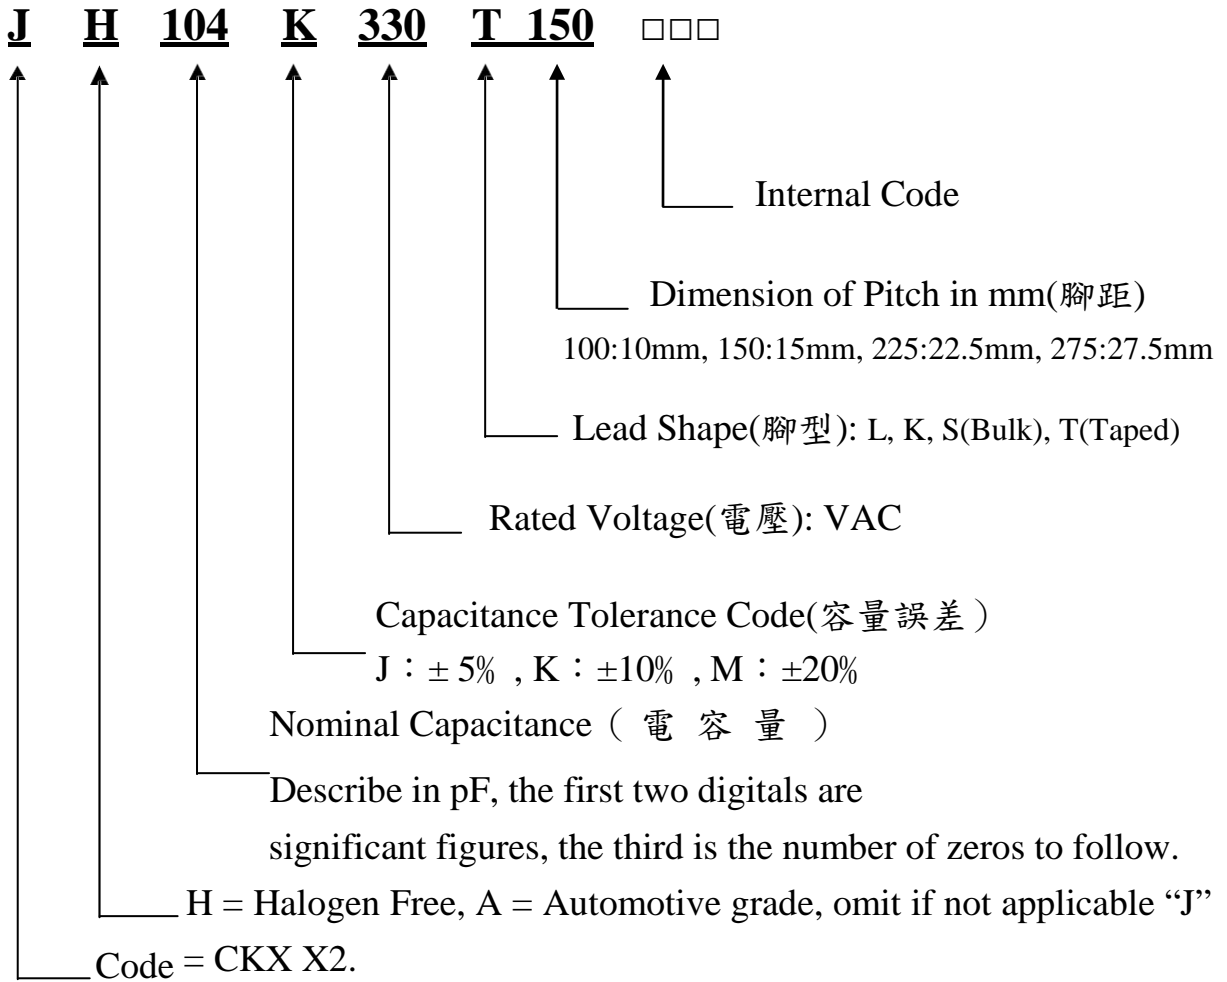 J H 104 K 330 T 150 □□□
Internal Code
Dimension of Pitch in mm(腳距)
100:10mm, 150:15mm, 225:22.5mm, 275:27.5mm
Lead Shape(腳型): L, K, S(Bulk), T(Taped)
Rated Voltage(電壓): VAC
Capacitance Tolerance Code(容量誤差）
J：± 5% , K：±10% , M：±20%
Nominal Capacitance（ 電 容 量 ）
Describe in pF, the first two digitals are
significant figures, the third is the number of zeros to follow.
H = Halogen Free, A = Automotive grade, omit if not applicable “J”
Code = CKX X2.